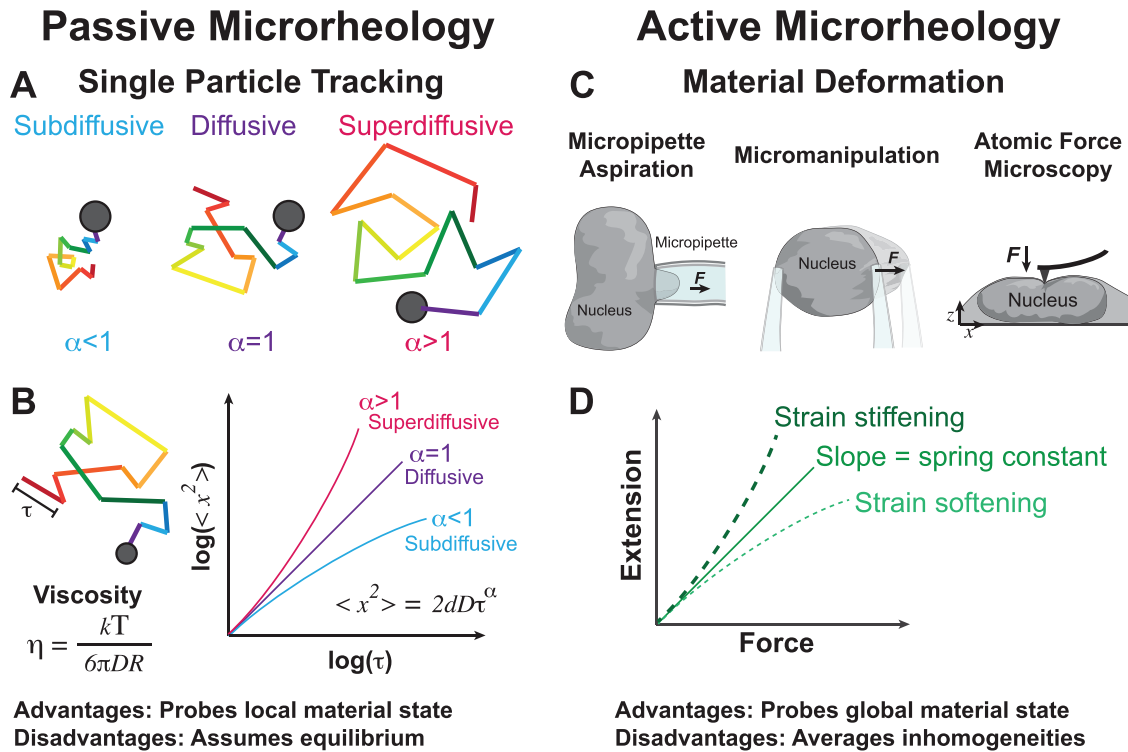 Passive Microrheology
A
Single Particle Tracking
Subdiffusive
Diffusive
Superdiffusive
α<1
α=1
α>1
B
τ
Viscosity
η = kT / 6πDR
log(< x² >)
α>1
Superdiffusive
α=1
Diffusive
α<1
Subdiffusive
< x² > = 2dDτ^α
log(τ)
Advantages: Probes local material state
Disadvantages: Assumes equilibrium
Active Microrheology
C
Material Deformation
Micropipette
Aspiration
Micromanipulation
Atomic Force
Microscopy
Micropipette
F
Nucleus
Nucleus
F
F
Nucleus
z
x
D
Extension
Strain stiffening
Slope = spring constant
Strain softening
Force
Advantages: Probes global material state
Disadvantages: Averages inhomogeneities